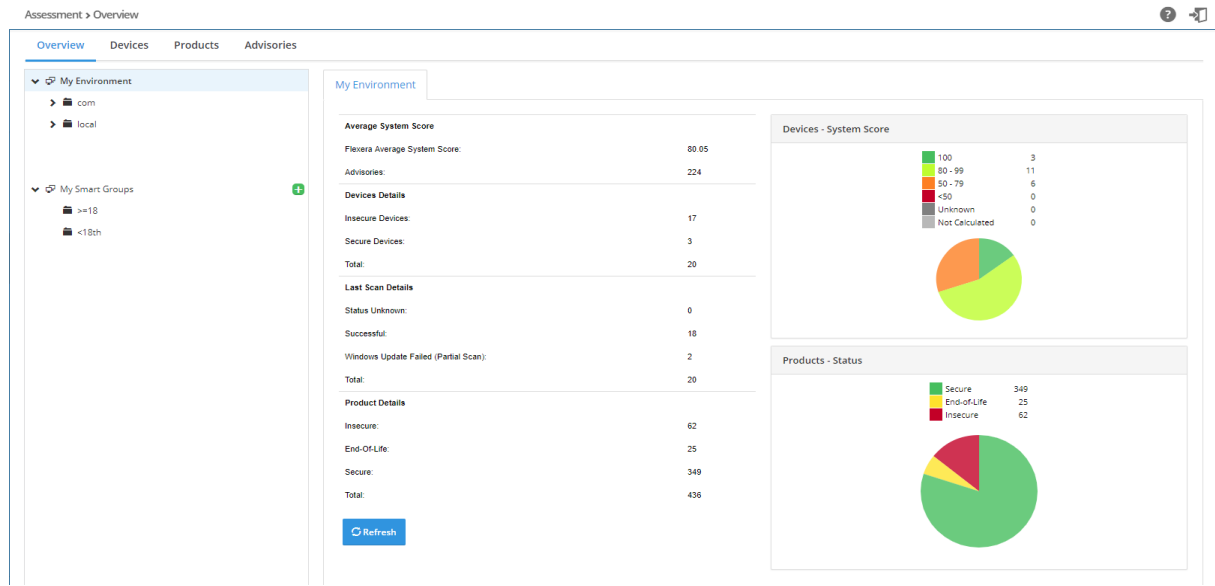 Assessment > Overview
Overview Devices Products Advisories
My Environment
com
local
My Smart Groups
>=18
<18th
My Environment
Average System Score
Flexera Average System Score: 80.05
Advisories: 224
Devices Details
Insecure Devices: 17
Secure Devices: 3
Total: 20
Last Scan Details
Status Unknown: 0
Successful: 18
Windows Update Failed (Partial Scan): 2
Total: 20
Product Details
Insecure: 62
End-Of-Life: 25
Secure: 349
Total: 436
Refresh
Devices - System Score
100 3
80 - 99 11
50 - 79 6
<50 0
Unknown 0
Not Calculated 0
Products - Status
Secure 349
End-of-Life 25
Insecure 62